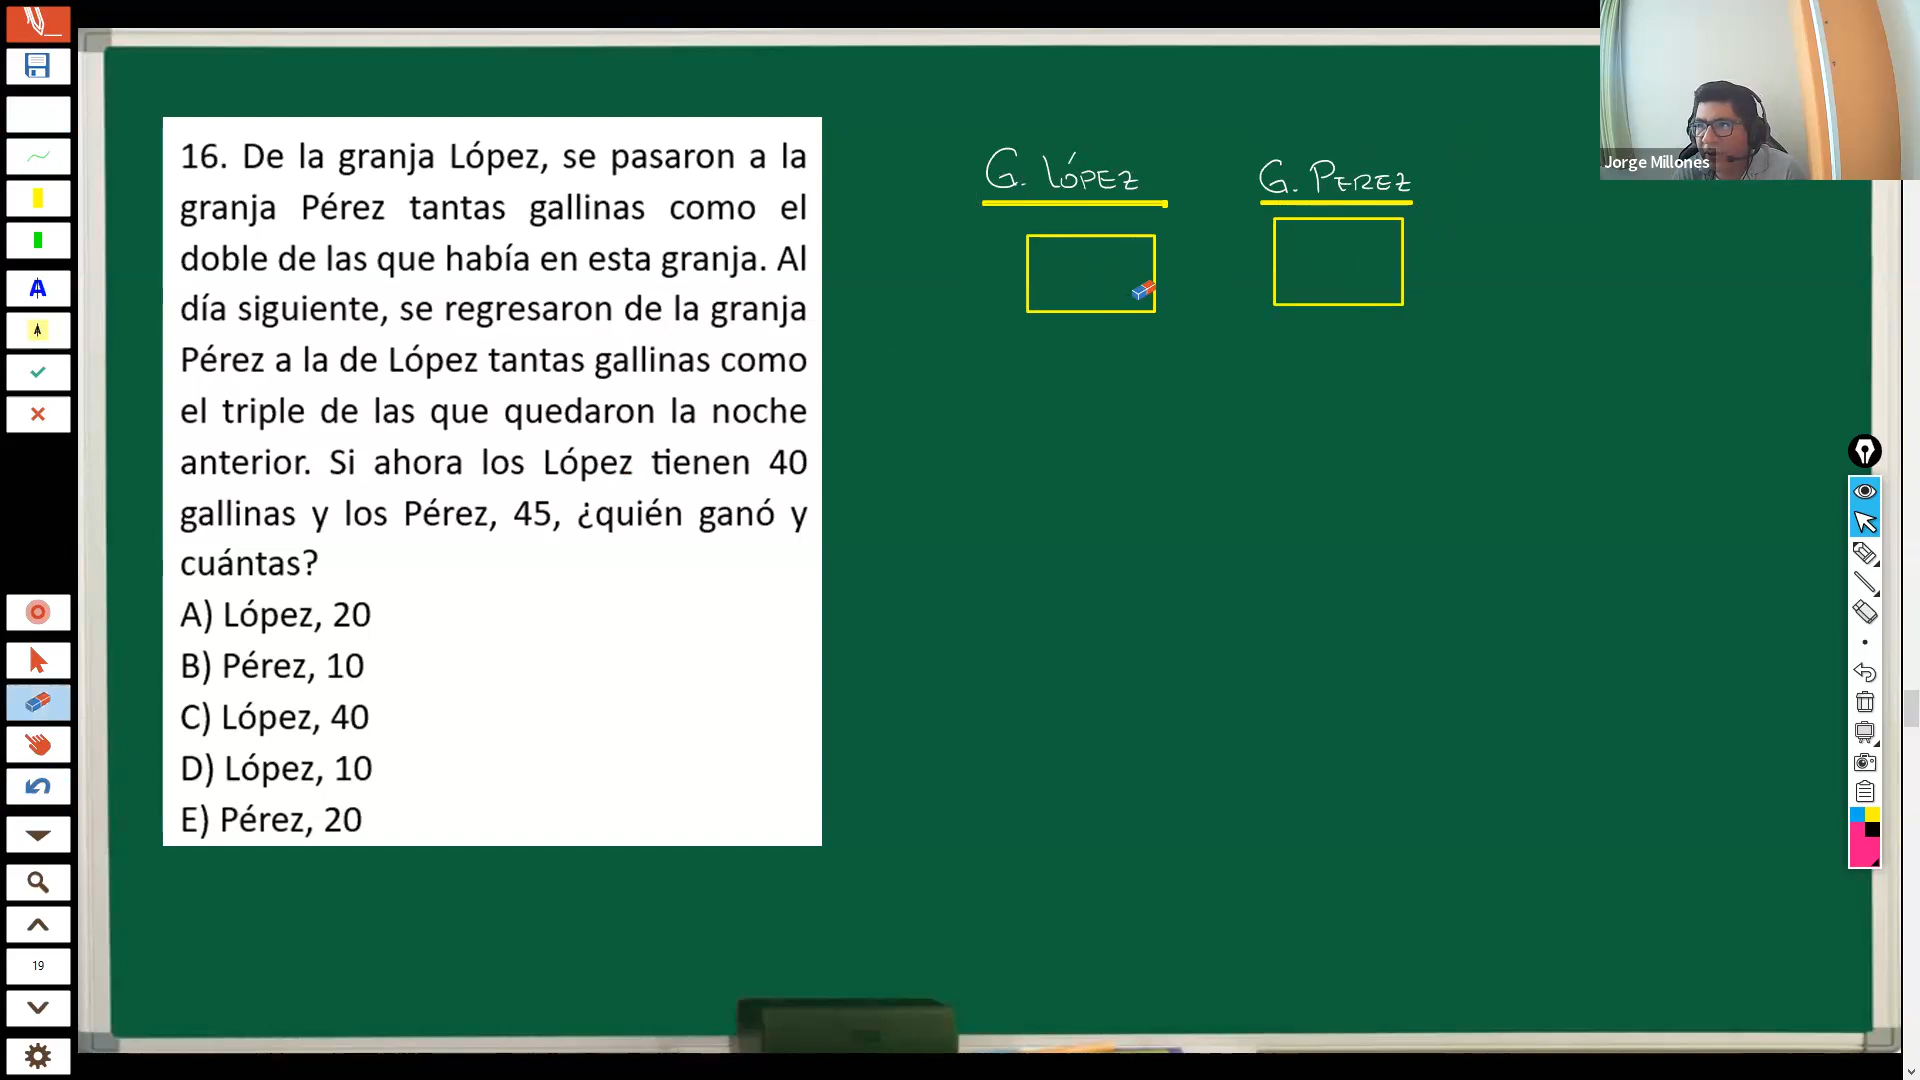 16. De la granja López, se pasaron a la
granja Pérez tantas gallinas como el
doble de las que había en esta granja. Al
día siguiente, se regresaron de la granja
Pérez a la de López tantas gallinas como
el triple de las que quedaron la noche
anterior. Si ahora los López tienen 40
gallinas y los Pérez, 45, ¿quién ganó y
cuántas?
A) López, 20
B) Pérez, 10
C) López, 40
D) López, 10
E) Pérez, 20
G. LÓPEZ
G. PEREZ
Jorge Millones
A
A
19